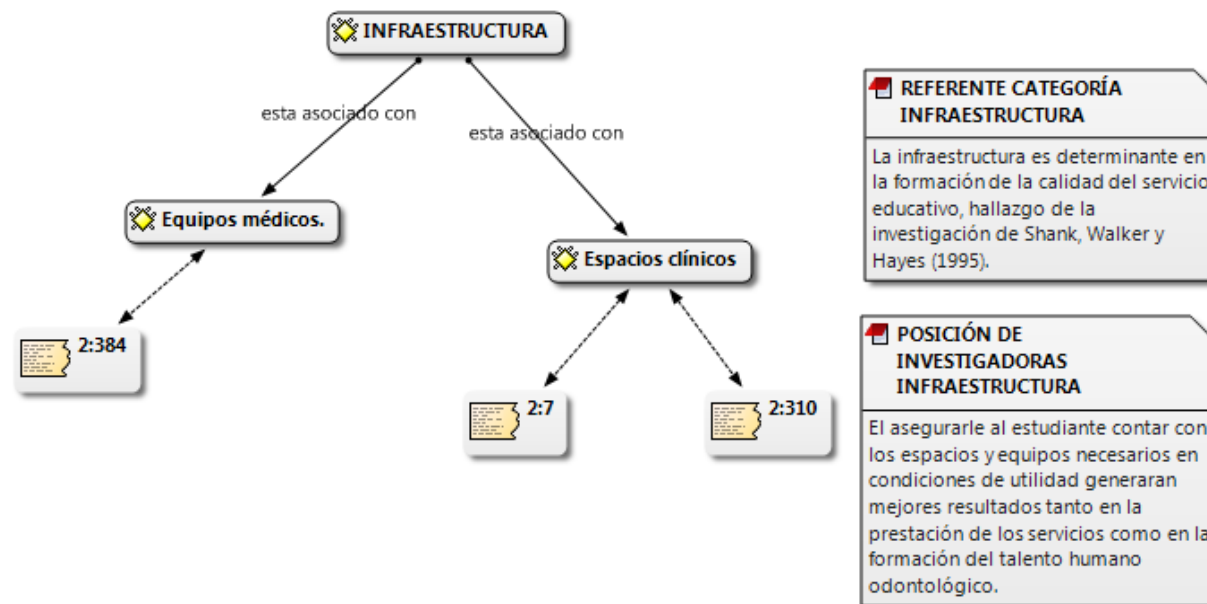 INFRAESTRUCTURA
esta asociado con
esta asociado con
Equipos médicos.
Espacios clínicos
2:384
2:7
2:310
REFERENTE CATEGORÍA
INFRAESTRUCTURA
La infraestructura es determinante en
la formación de la calidad del servicio
educativo, hallazgo de la
investigación de Shank, Walker y
Hayes (1995).
POSICIÓN DE
INVESTIGADORAS
INFRAESTRUCTURA
El asegurarle al estudiante contar con
los espacios y equipos necesarios en
condiciones de utilidad generaran
mejores resultados tanto en la
prestación de los servicios como en la
formación del talento humano
odontológico.